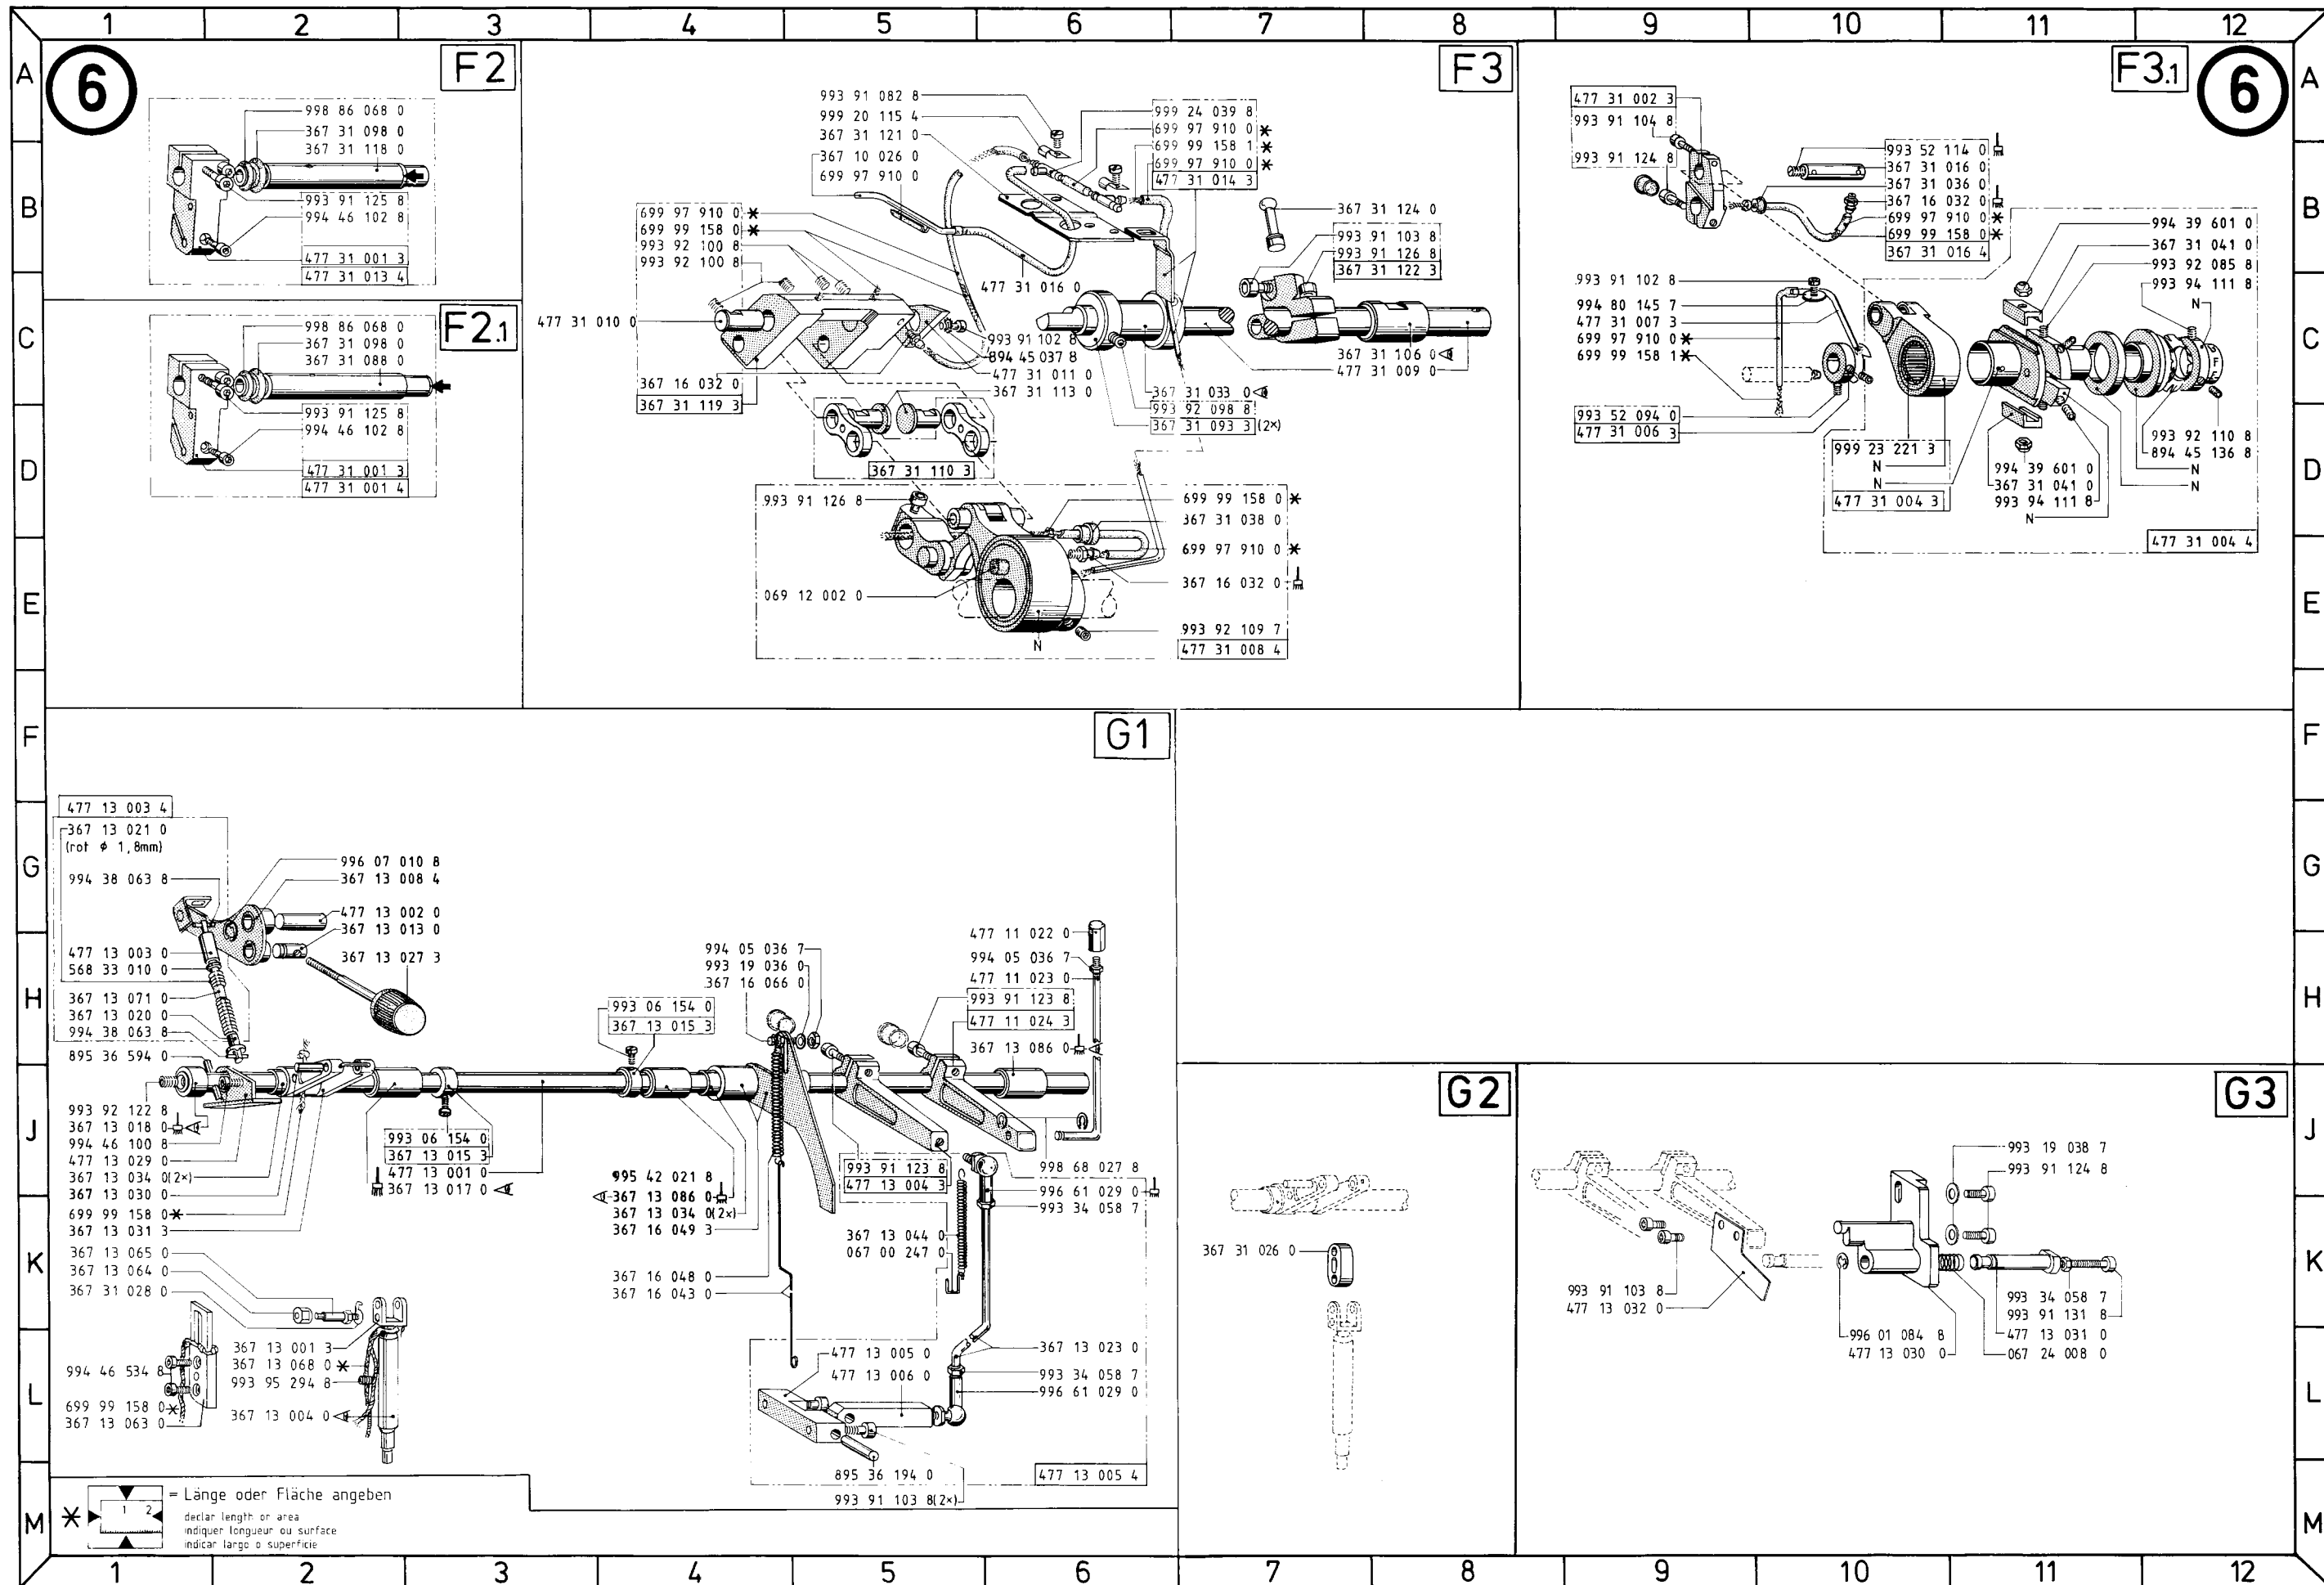 1 2 3 4 5 6 7 8 9 10 11 12
A B C D E F G H J K L M
6
F2
998 86 068 0
367 31 098 0
367 31 118 0
993 91 125 8
994 46 102 8
477 31 001 3
477 31 013 4
F2.1
998 86 068 0
367 31 098 0
367 31 088 0
993 91 125 8
994 46 102 8
477 31 001 3
477 31 001 4
F3
993 91 082 8
999 20 115 4
367 31 121 0
367 10 026 0
699 97 910 0
999 24 039 8
699 97 910 0 *
699 99 158 1 *
699 97 910 0 *
477 31 014 3
699 97 910 0 *
699 99 158 0 *
993 92 100 8
993 92 100 8
477 31 016 0
367 31 124 0
993 91 103 8
993 91 126 8
367 31 122 3
477 31 010 0
367 16 032 0
367 31 119 3
993 91 102 8
894 45 037 8
477 31 011 0
367 31 113 0
367 31 106 0
477 31 009 0
367 31 033 0
993 92 098 8
367 31 093 3 (2×)
367 31 110 3
993 91 126 8
699 99 158 0 *
367 31 038 0
699 97 910 0 *
367 16 032 0
069 12 002 0
993 92 109 7
N
477 31 008 4
F3.1
6
477 31 002 3
993 91 104 8
993 91 124 8
993 52 114 0
367 31 016 0
367 31 036 0
367 16 032 0
699 97 910 0 *
699 99 158 0 *
367 31 016 4
994 39 601 0
367 31 041 0
993 92 085 8
993 94 111 8
N
993 91 102 8
994 80 145 7
477 31 007 3
699 97 910 0 *
699 99 158 1 *
993 52 094 0
477 31 006 3
F
F
999 23 221 3
N
N
477 31 004 3
994 39 601 0
367 31 041 0
993 94 111 8
N
993 92 110 8
894 45 136 8
N
N
477 31 004 4
G1
477 13 003 4
367 13 021 0
(rot ø 1,8mm)
994 38 063 8
996 07 010 8
367 13 008 4
477 13 002 0
367 13 013 0
367 13 027 3
477 13 003 0
568 33 010 0
367 13 071 0
367 13 020 0
994 38 063 8
895 36 594 0
993 92 122 8
367 13 018 0
994 46 100 8
477 13 029 0
367 13 034 0(2×)
367 13 030 0
699 99 158 0 *
367 13 031 3
367 13 065 0
367 13 064 0
367 31 028 0
993 06 154 0
367 13 015 3
477 13 001 0
367 13 017 0
994 46 534 8
699 99 158 0 *
367 13 063 0
367 13 001 3
367 13 068 0 *
993 95 294 8
367 13 004 0
994 05 036 7
993 19 036 0
367 16 066 0
993 06 154 0
367 13 015 3
477 11 022 0
994 05 036 7
477 11 023 0
993 91 123 8
477 11 024 3
367 13 086 0
995 42 021 8
367 13 086 0
367 13 034 0(2×)
367 16 049 3
367 16 048 0
367 16 043 0
993 91 123 8
477 13 004 3
998 68 027 8
996 61 029 0
993 34 058 7
367 13 044 0
067 00 247 0
477 13 005 0
477 13 006 0
367 13 023 0
993 34 058 7
996 61 029 0
895 36 194 0
993 91 103 8(2×)
477 13 005 4
G2
367 31 026 0
G3
993 19 038 7
993 91 124 8
993 91 103 8
477 13 032 0
993 34 058 7
993 91 131 8
477 13 031 0
067 24 008 0
996 01 084 8
477 13 030 0
* 1 2 = Länge oder Fläche angeben
declar length or area
indiquer longueur ou surface
indicar largo o superficie
1 2 3 4 5 6 7 8 9 10 11 12
A B C D E F G H J K L M